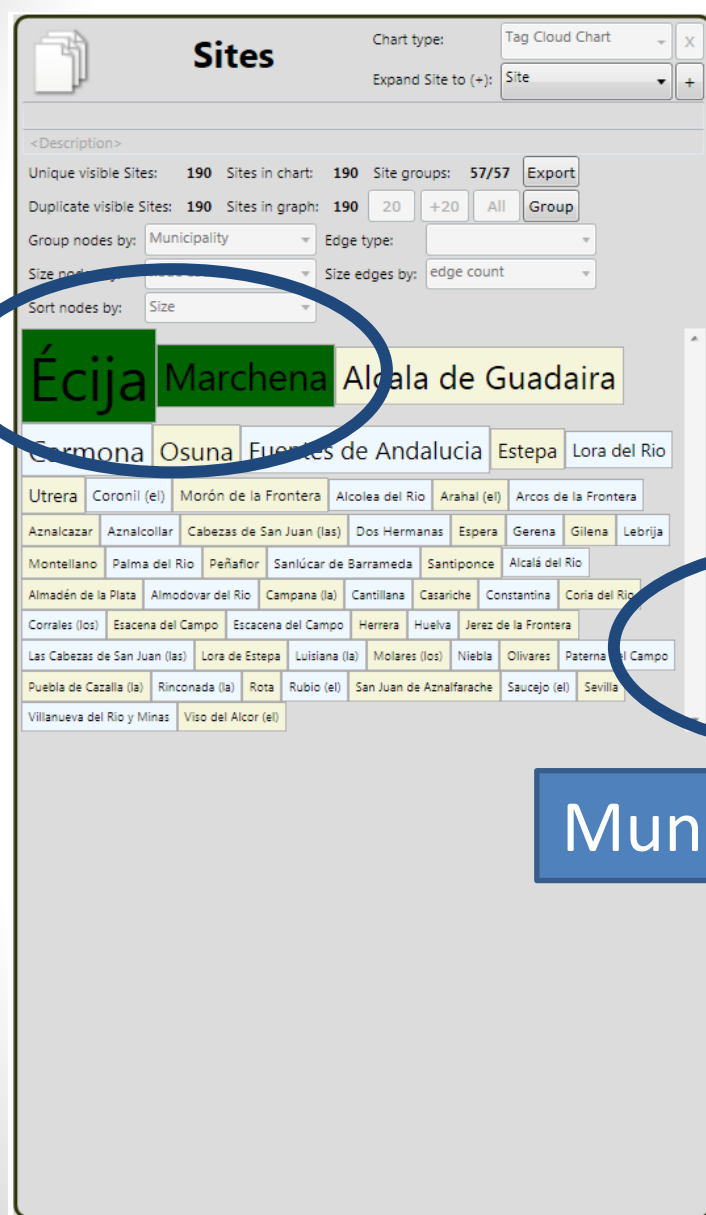 Sites
Chart type: Tag Cloud Chart X
Expand Site to (+): Site +
<Description>
Unique visible Sites: 190 Sites in chart: 190 Site groups: 57/57 Export
Duplicate visible Sites: 190 Sites in graph: 190 20 +20 All Group
Group nodes by: Municipality Edge type:
Size edges by: edge count
Sort nodes by: Size
Écija Marchena Alcala de Guadaira
Carmona Osuna Fuentes de Andalucia Estepa Lora del Rio
Utrera Coronil (el) Morón de la Frontera Alcolea del Rio Arahal (el) Arcos de la Frontera
Aznalcazar Aznalcollar Cabezas de San Juan (las) Dos Hermanas Espera Gerena Gilena Lebrija
Montellano Palma del Rio Peñaflor Sanlúcar de Barrameda Santiponce Alcalá del Rio
Almadén de la Plata Almodovar del Rio Campana (la) Cantillana Casariche Constantina Coria del Rio
Corrales (los) Esacena del Campo Escacena del Campo Herrera Huelva Jerez de la Frontera
Las Cabezas de San Juan (las) Lora de Estepa Luisiana (la) Molares (los) Niebla Olivares Paterna del Campo
Puebla de Cazalla (la) Rinconada (la) Rota Rubio (el) San Juan de Aznalfarache Saucejo (el) Sevilla
Villanueva del Rio y Minas Viso del Alcor (el)
Muni